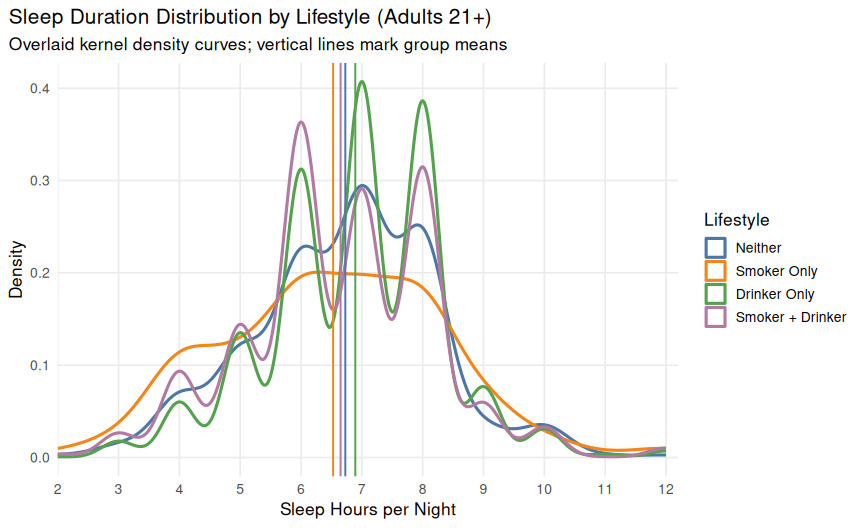 Sleep Duration Distribution by Lifestyle (Adults 21+)
Overlaid kernel density curves; vertical lines mark group means
Density
0.4
0.3
0.2
0.1
0.0
2 3 4 5 6 7 8 9 10 11 12
Sleep Hours per Night
Lifestyle
Neither
Smoker Only
Drinker Only
Smoker + Drinker